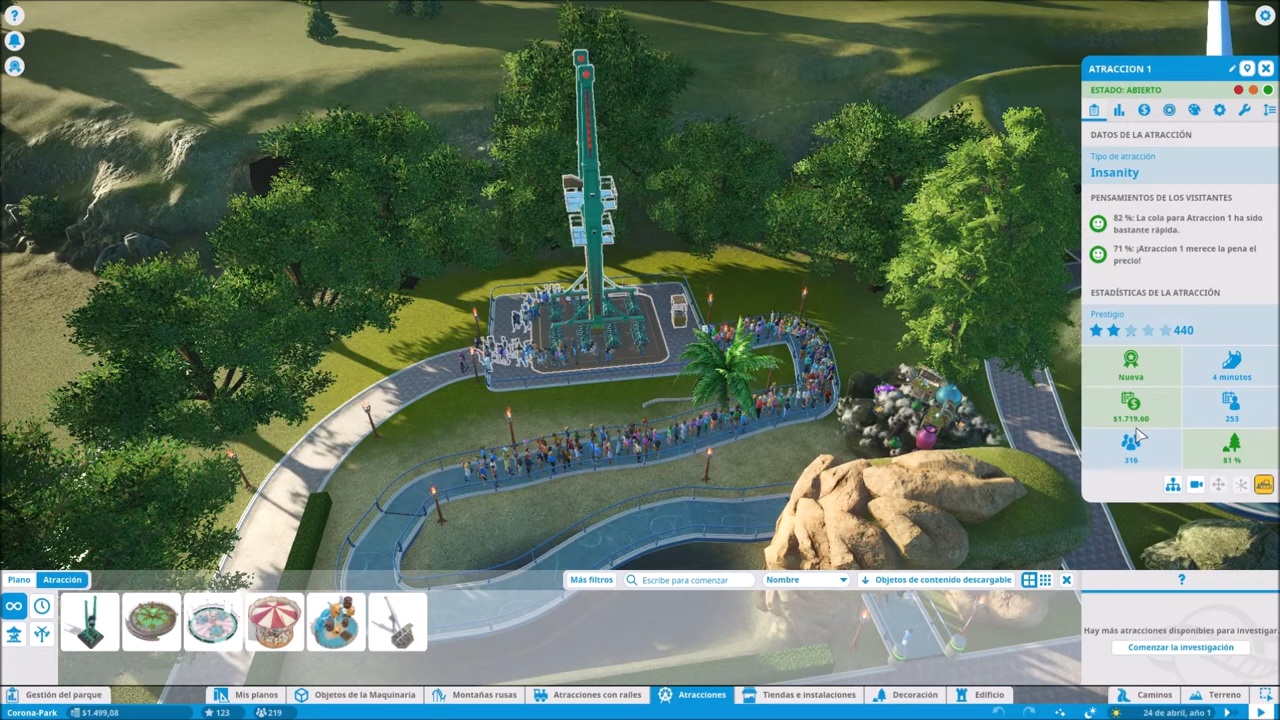 ATRACCION 1
ESTADO: ABIERTO
DATOS DE LA ATRACCIÓN
Tipo de atracción
Insanity
PENSAMIENTOS DE LOS VISITANTES
82 %: La cola para Atraccion 1 ha sido
bastante rápida.
71 %: ¡Atraccion 1 merece la pena el
precio!
ESTADÍSTICAS DE LA ATRACCIÓN
Prestigio
440
Nueva
4 minutos
$1.719,60
253
316
81 %
Plano
Atracción
Más filtros
Escribe para comenzar
Nombre
Objetos de contenido descargable
?
Hay más atracciones disponibles para investigar
Comenzar la investigación
Gestión del parque
Mis planos
Objetos de la Maquinaria
Montañas rusas
Atracciones con raíles
Atracciones
Tiendas e instalaciones
Decoración
Edificio
Caminos
Terreno
Corona-Park
$1.499,08
123
219
24 de abril, año 1